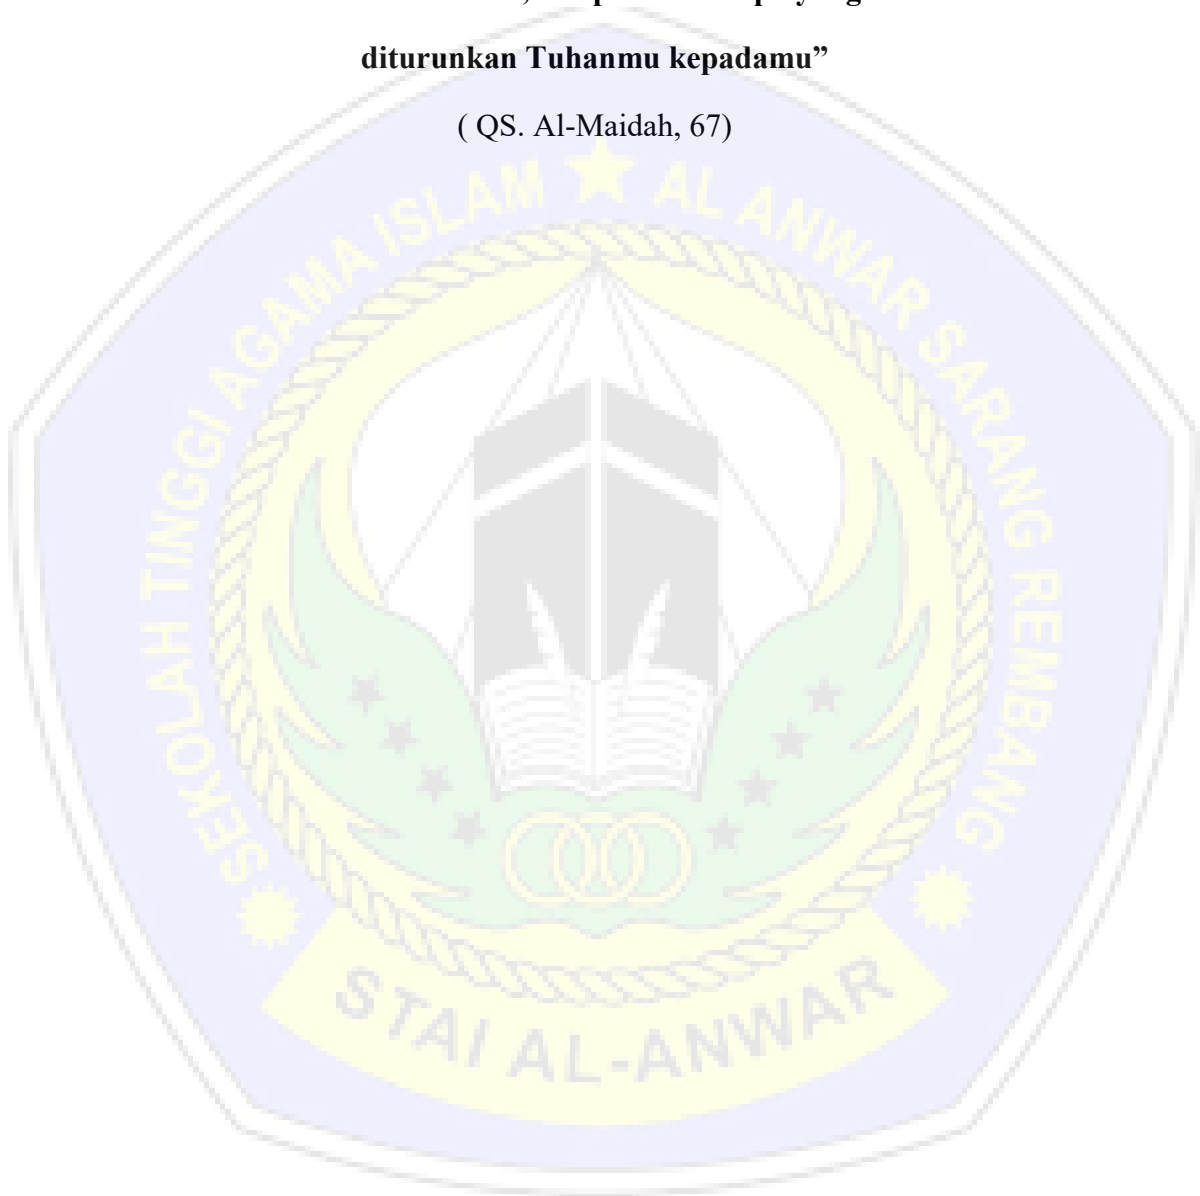 diturunkan Tuhanmu kepadamu”
( QS. Al-Maidah, 67)
SEKOLAH TINGGI AGAMA ISLAM AL ANWAR SARANG REMBANG
STAI AL-ANWAR